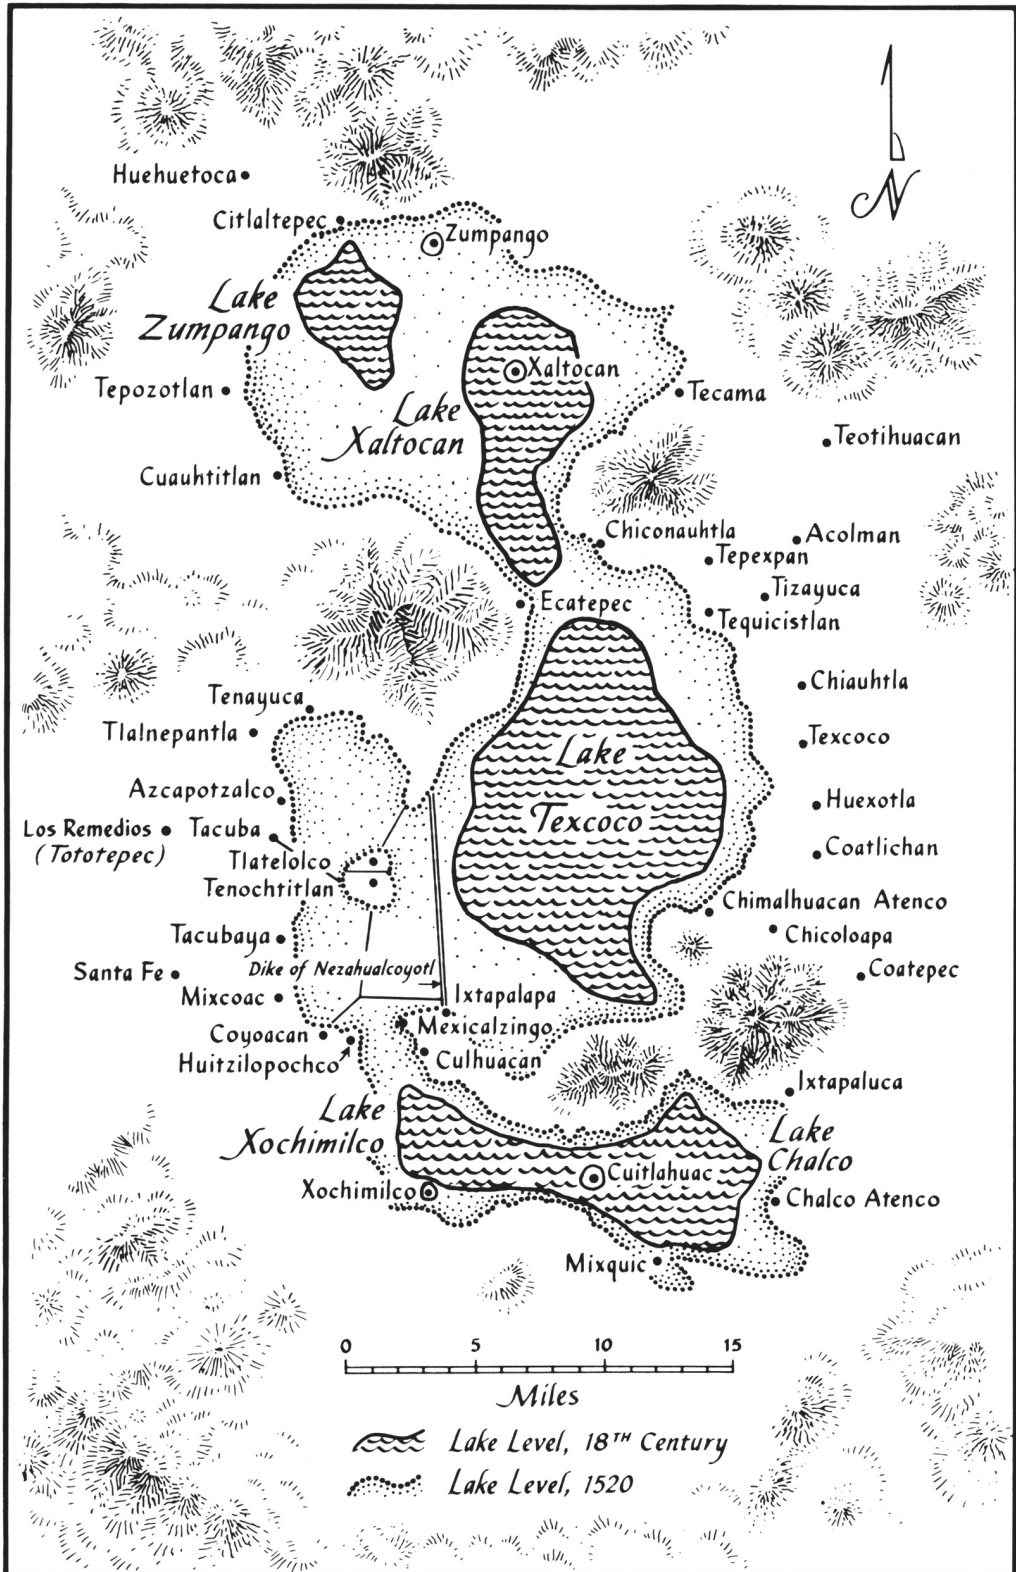 N
Huehuetoca
Citlaltepec
Zumpango
Lake
Zumpango
Xaltocan
Tepozotlan
Tecama
Lake
Xaltocan
Teotihuacan
Cuauhtitlan
Chiconauhtla
Acolman
Tepexpan
Tizayuca
Ecatepec
Tequicistlan
Chiauhtla
Tenayuca
Tlalnepantla
Texcoco
Lake
Texcoco
Azcapotzalco
Huexotla
Los Remedios
(Tototepec)
Tacuba
Tlatelolco
Coatlichan
Tenochtitlan
Chimalhuacan Atenco
Tacubaya
Chicoloapa
Dike of Nezahualcoyotl
Santa Fe
Coatepec
Mixcoac
Ixtapalapa
Mexicalzingo
Coyoacan
Huitzilopochco
Culhuacan
Ixtapaluca
Lake
Xochimilco
Lake
Chalco
Cuitlahuac
Xochimilco
Chalco Atenco
Mixquic
0 5 10 15
Miles
Lake Level, 18TH Century
Lake Level, 1520